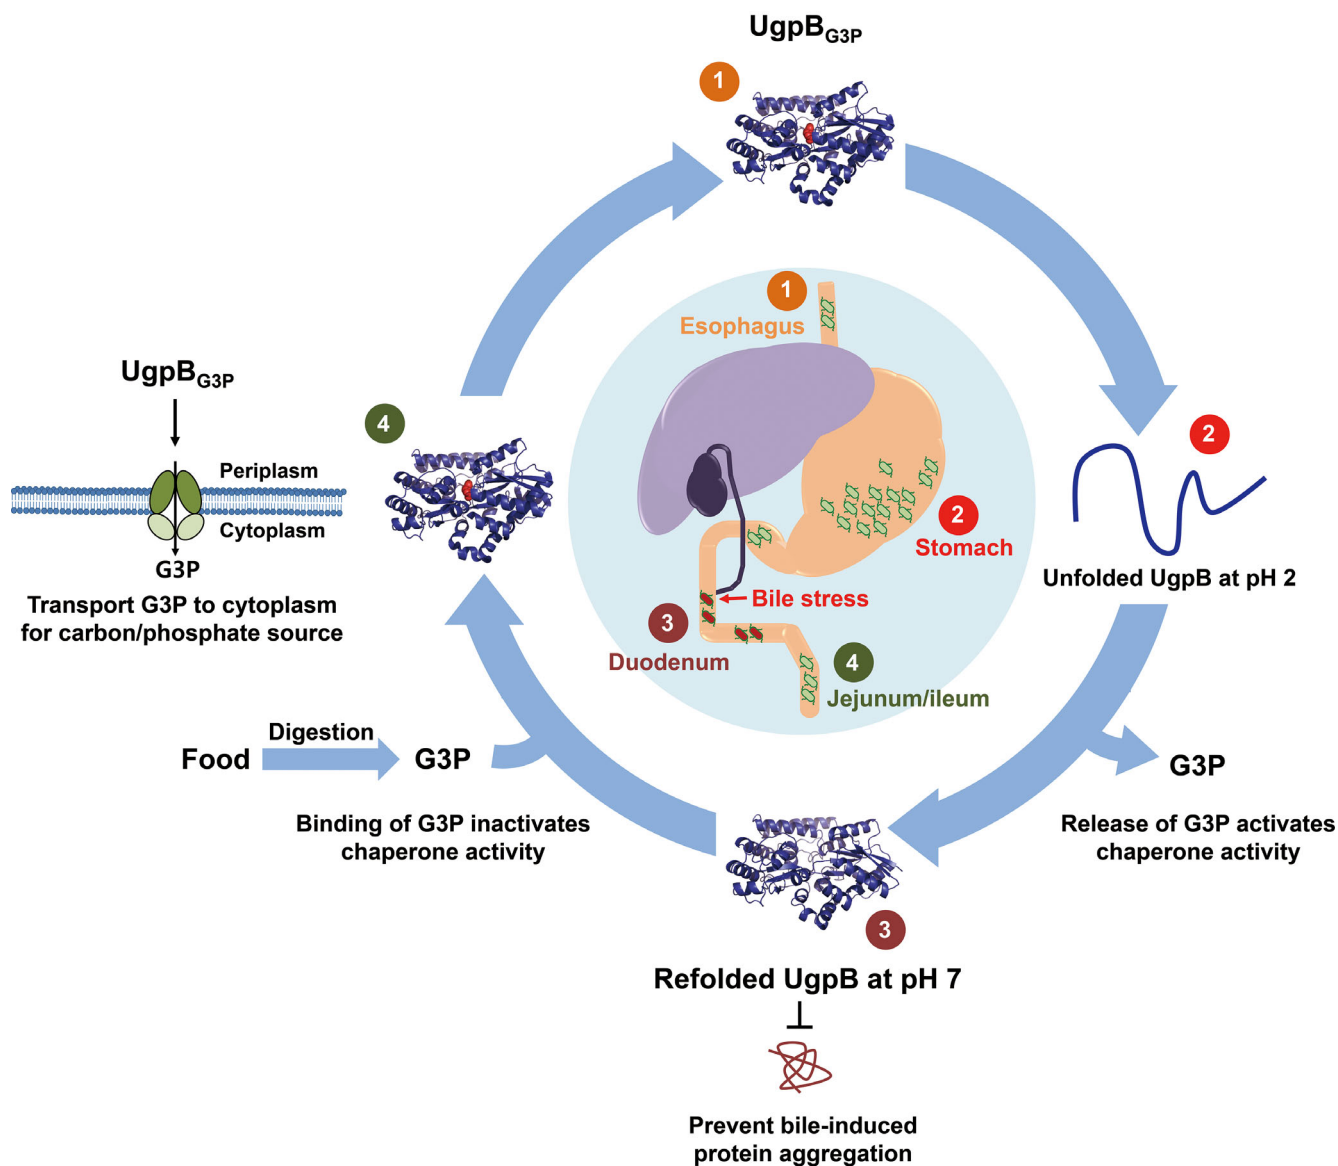 UgpBG3P
1
1
Esophagus
UgpBG3P
4
2
Periplasm
Cytoplasm
G3P
Transport G3P to cytoplasm
for carbon/phosphate source
2
Stomach
Unfolded UgpB at pH 2
Bile stress
3
Duodenum
4
Jejunum/ileum
Food
Digestion
G3P
Binding of G3P inactivates
chaperone activity
G3P
Release of G3P activates
chaperone activity
3
Refolded UgpB at pH 7
Prevent bile-induced
protein aggregation